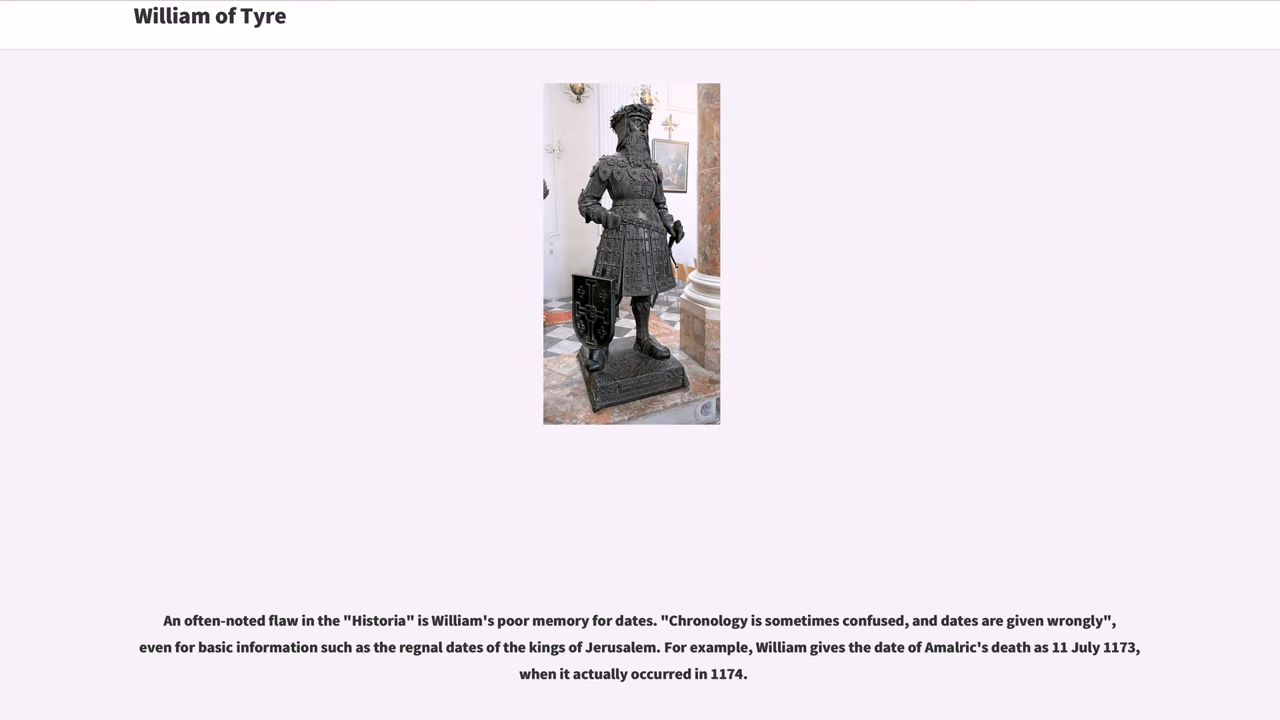 William of Tyre
An often-noted flaw in the "Historia" is William's poor memory for dates. "Chronology is sometimes confused, and dates are given wrongly",
even for basic information such as the regnal dates of the kings of Jerusalem. For example, William gives the date of Amalric's death as 11 July 1173,
when it actually occurred in 1174.